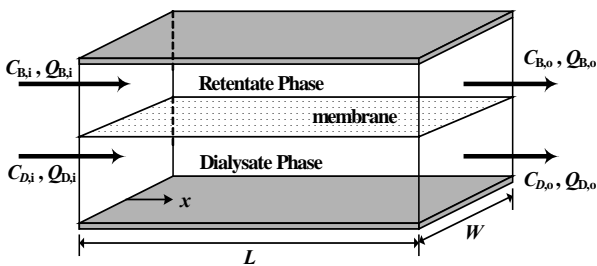 C_B,i , Q_B,i
C_B,o , Q_B,o
Retentate Phase
membrane
Dialysate Phase
C_D,i , Q_D,i
C_D,o , Q_D,o
x
W
L